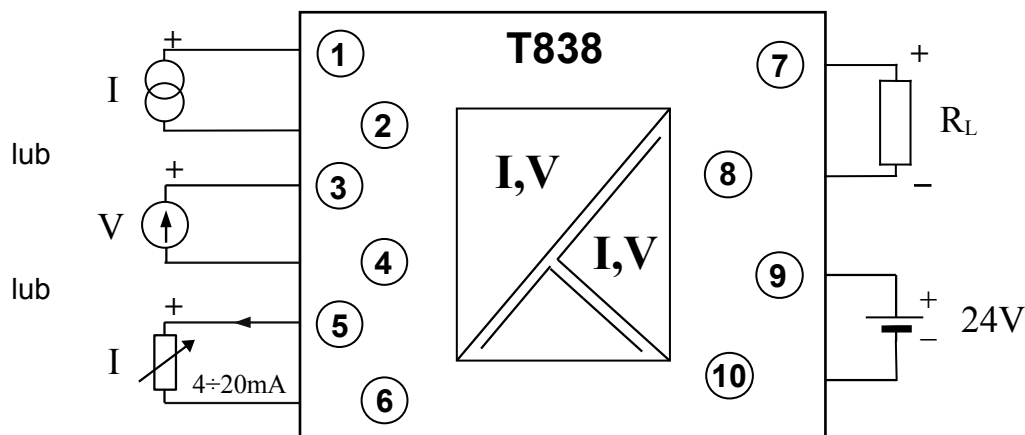 T838
+
1
I
2
lub
+
3
V
4
lub
+
5
I
4÷20mA
6
I,V
I,V
7
+
R_L
8
–
9
+
24V
–
10